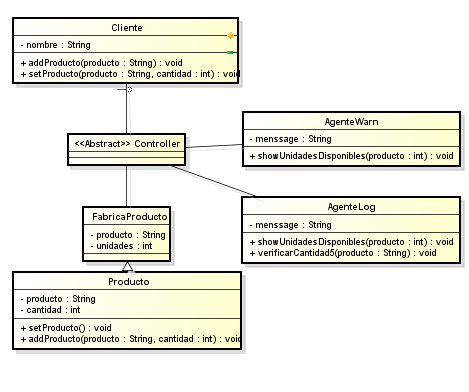 Cliente
- nombre : String
+ addProducto(producto : String) : void
+ setProducto(producto : String, cantidad : int) : void
<<Abstract>> Controller
AgenteWarn
- menssage : String
+ showUnidadesDisponibles(producto : int) : void
AgenteLog
- menssage : String
+ showUnidadesDisponibles(producto : int) : void
+ verificarCantidad5(producto : String) : void
FabricaProducto
- producto : String
- unidades : int
Producto
- producto : String
- cantidad : int
+ setProducto() : void
+ addProducto(producto : String, cantidad : int) : void